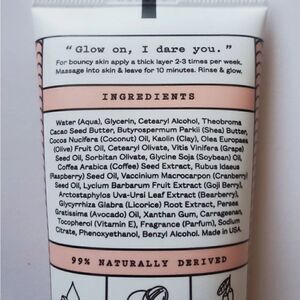 "Glow on, I dare you."
For bouncy skin apply a thick layer 2-3 times per week.
Massage into skin & leave for 10 minutes. Rinse & glow.
INGREDIENTS
Water (Aqua), Glycerin, Cetearyl Alcohol, Theobroma
Cacao Seed Butter, Butyrospermum Parkii (Shea) Butter,
Cocos Nucifera (Coconut) Oil, Kaolin (Clay), Olea Europaea
(Olive) Fruit Oil, Cetearyl Olivate, Vitis Vinifera (Grape)
Seed Oil, Sorbitan Olivate, Glycine Soja (Soybean) Oil,
Coffea Arabica (Coffee) Seed Extract, Rubus Idaeus
(Raspberry) Seed Oil, Vaccinium Macrocarpon (Cranberry)
Seed Oil, Lycium Barbarum Fruit Extract (Goji Berry),
Arctostaphylos Uva-Ursi Leaf Extract (Bearberry),
Glycyrrhiza Glabra (Licorice) Root Extract, Persea
Gratissima (Avocado) Oil, Xanthan Gum, Carrageenan,
Tocopherol (Vitamin E), Fragrance (Parfum), Sodium
Citrate, Phenoxyethanol, Benzyl Alcohol. Made in USA.
99% NATURALLY DERIVED